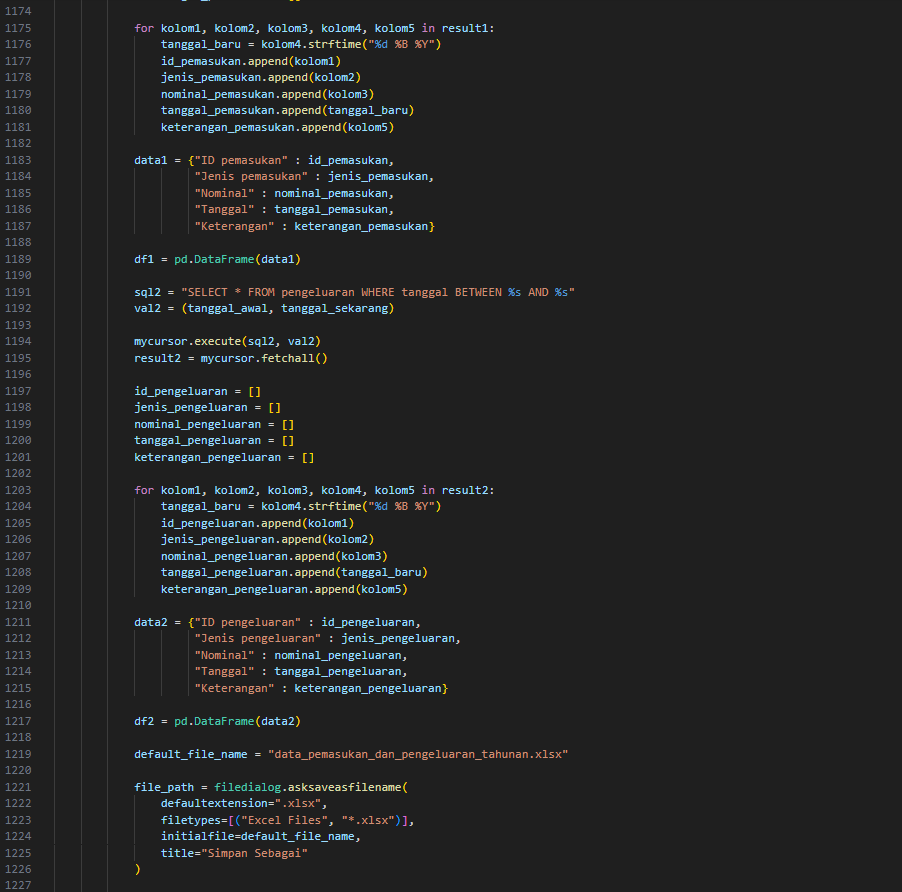 1174
1175 for kolom1, kolom2, kolom3, kolom4, kolom5 in result1:
1176 tanggal_baru = kolom4.strftime("%d %B %Y")
1177 id_pemasukan.append(kolom1)
1178 jenis_pemasukan.append(kolom2)
1179 nominal_pemasukan.append(kolom3)
1180 tanggal_pemasukan.append(tanggal_baru)
1181 keterangan_pemasukan.append(kolom5)
1182
1183 data1 = {"ID pemasukan" : id_pemasukan,
1184 "Jenis pemasukan" : jenis_pemasukan,
1185 "Nominal" : nominal_pemasukan,
1186 "Tanggal" : tanggal_pemasukan,
1187 "Keterangan" : keterangan_pemasukan}
1188
1189 df1 = pd.DataFrame(data1)
1190
1191 sql2 = "SELECT * FROM pengeluaran WHERE tanggal BETWEEN %s AND %s"
1192 val2 = (tanggal_awal, tanggal_sekarang)
1193
1194 mycursor.execute(sql2, val2)
1195 result2 = mycursor.fetchall()
1196
1197 id_pengeluaran = []
1198 jenis_pengeluaran = []
1199 nominal_pengeluaran = []
1200 tanggal_pengeluaran = []
1201 keterangan_pengeluaran = []
1202
1203 for kolom1, kolom2, kolom3, kolom4, kolom5 in result2:
1204 tanggal_baru = kolom4.strftime("%d %B %Y")
1205 id_pengeluaran.append(kolom1)
1206 jenis_pengeluaran.append(kolom2)
1207 nominal_pengeluaran.append(kolom3)
1208 tanggal_pengeluaran.append(tanggal_baru)
1209 keterangan_pengeluaran.append(kolom5)
1210
1211 data2 = {"ID pengeluaran" : id_pengeluaran,
1212 "Jenis pengeluaran" : jenis_pengeluaran,
1213 "Nominal" : nominal_pengeluaran,
1214 "Tanggal" : tanggal_pengeluaran,
1215 "Keterangan" : keterangan_pengeluaran}
1216
1217 df2 = pd.DataFrame(data2)
1218
1219 default_file_name = "data_pemasukan_dan_pengeluaran_tahunan.xlsx"
1220
1221 file_path = filedialog.asksaveasfilename(
1222 defaultextension=".xlsx",
1223 filetypes=[("Excel Files", "*.xlsx")],
1224 initialfile=default_file_name,
1225 title="Simpan Sebagai"
1226 )
1227